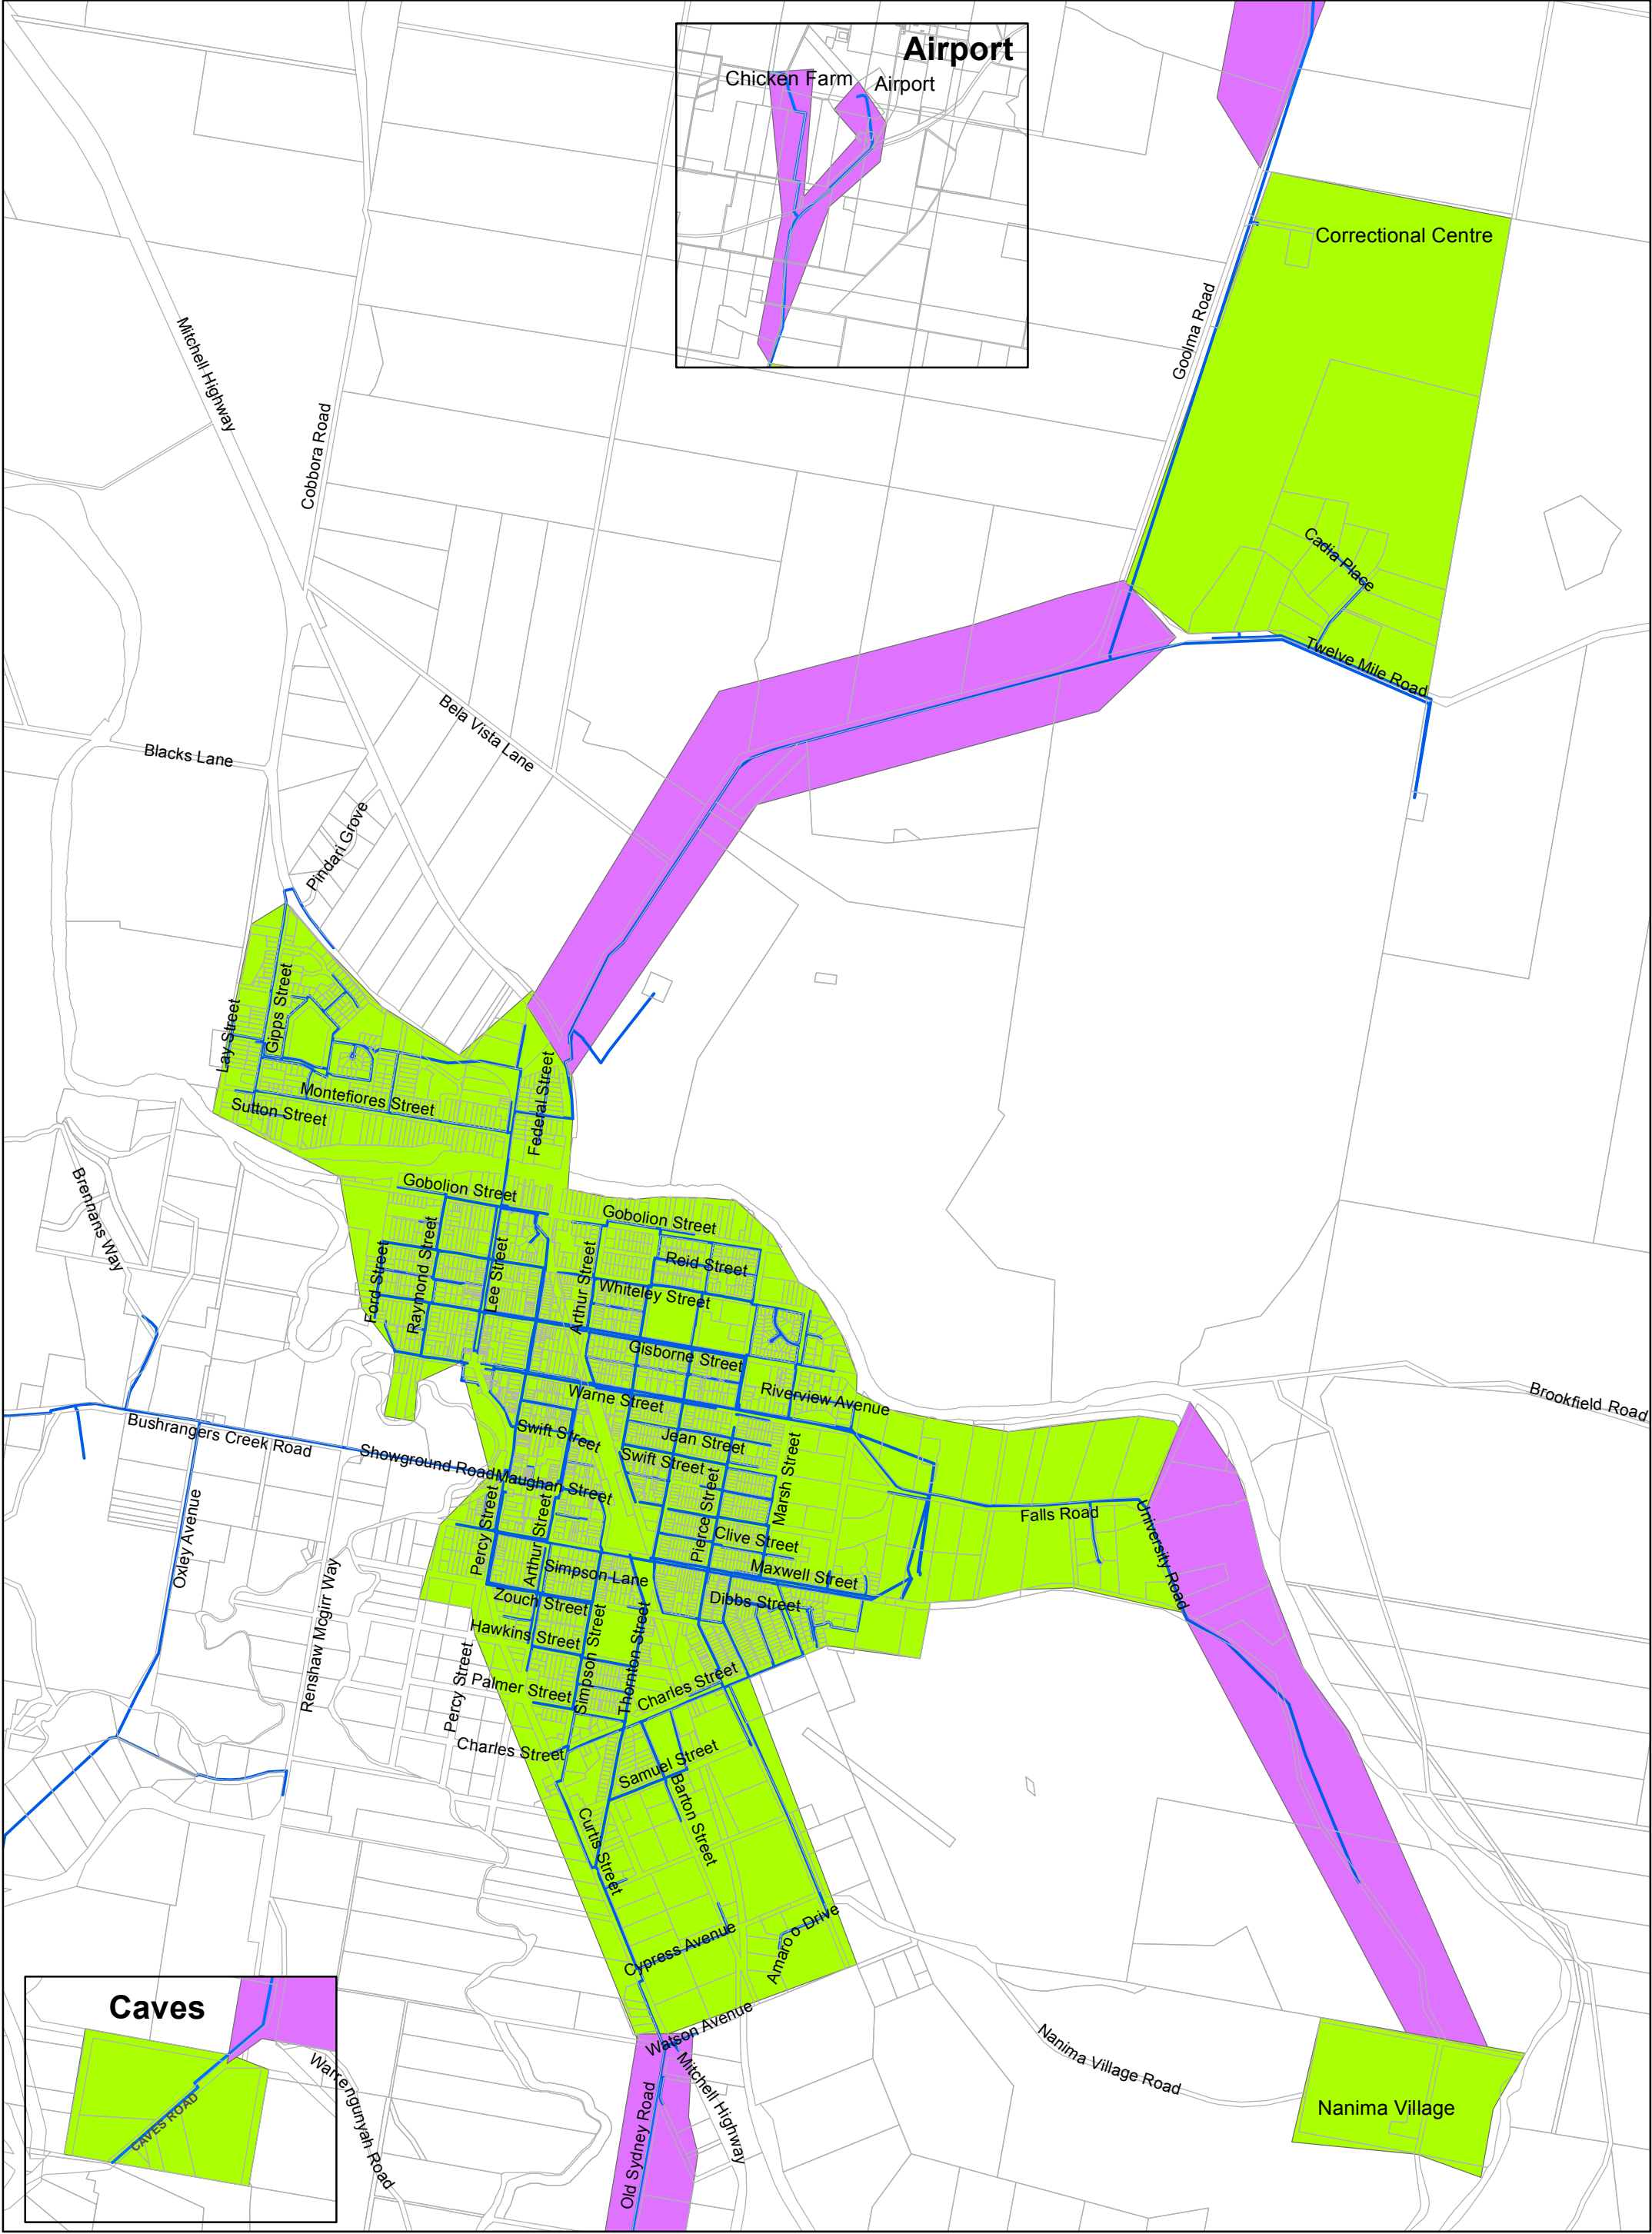 Airport
Chicken Farm
Airport
Correctional Centre
Goolma Road
Mitchell Highway
Cobbora Road
Cadia Place
Twelve Mile Road
Bela Vista Lane
Blacks Lane
Pindari Grove
Lay Street
Gipps Street
Montefiores Street
Sutton Street
Federal Street
Brennans Way
Gobolion Street
Gobolion Street
Reid Street
Ford Street
Raymond Street
Lee Street
Arthur Street
Whiteley Street
Gisborne Street
Warne Street
Riverview Avenue
Brookfield Road
Bushrangers Creek Road
Showground Road
Swift Street
Jean Street
Swift Street
Maughan Street
Marsh Street
Oxley Avenue
Percy Street
Arthur Street
Pierce Street
Clive Street
Falls Road
University Road
Renshaw Mcgirr Way
Simpson Lane
Maxwell Street
Zouch Street
Dibbs Street
Hawkins Street
Simpson Street
Thornton Street
Percy Street
Palmer Street
Charles Street
Charles Street
Samuel Street
Barton Street
Curtis Street
Cypress Avenue
Amaro o Drive
Watson Avenue
Mitchell Highway
Nanima Village Road
Nanima Village
Old Sydney Road
Caves
CAVES ROAD
Warrengunyah Road